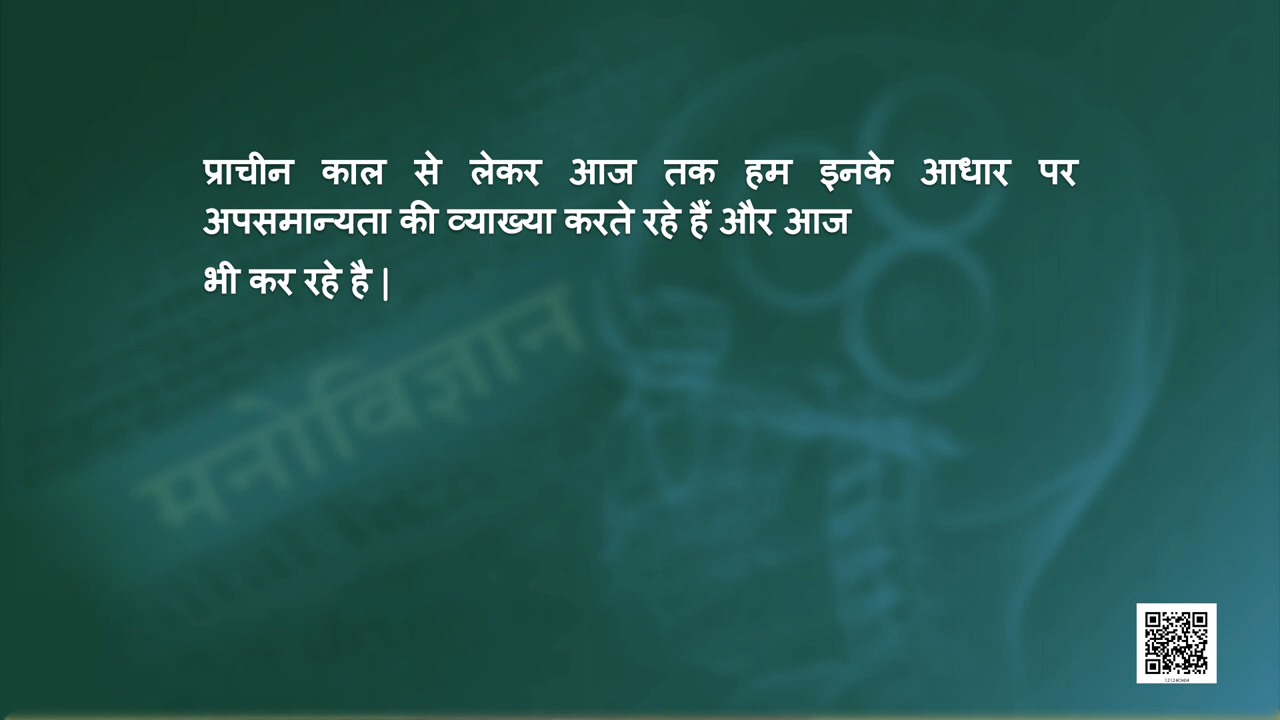 प्राचीन काल से लेकर आज तक हम इनके आधार पर
अपसमान्यता की व्याख्या करते रहे हैं और आज
भी कर रहे है |
मनोविज्ञान